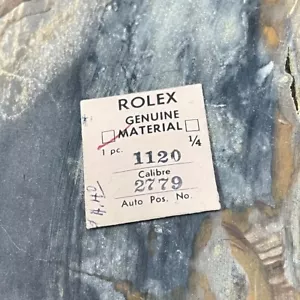 ROLEX
GENUINE
MATERIAL
1 pc. 1/4
1120
Calibre
2779
Auto Pos. No.